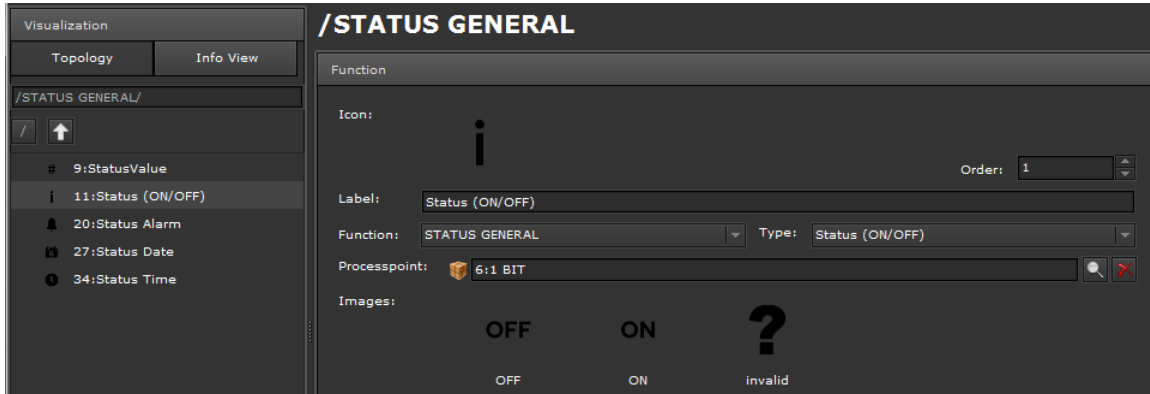 Visualization
Topology
Info View
/STATUS GENERAL/
/
# 9:StatusValue
i 11:Status (ON/OFF)
20:Status Alarm
27:Status Date
34:Status Time
/STATUS GENERAL
Function
Icon:
i
Order: 1
Label: Status (ON/OFF)
Function: STATUS GENERAL
Type: Status (ON/OFF)
Processpoint: 6:1 BIT
Images:
OFF ON ?
OFF ON invalid